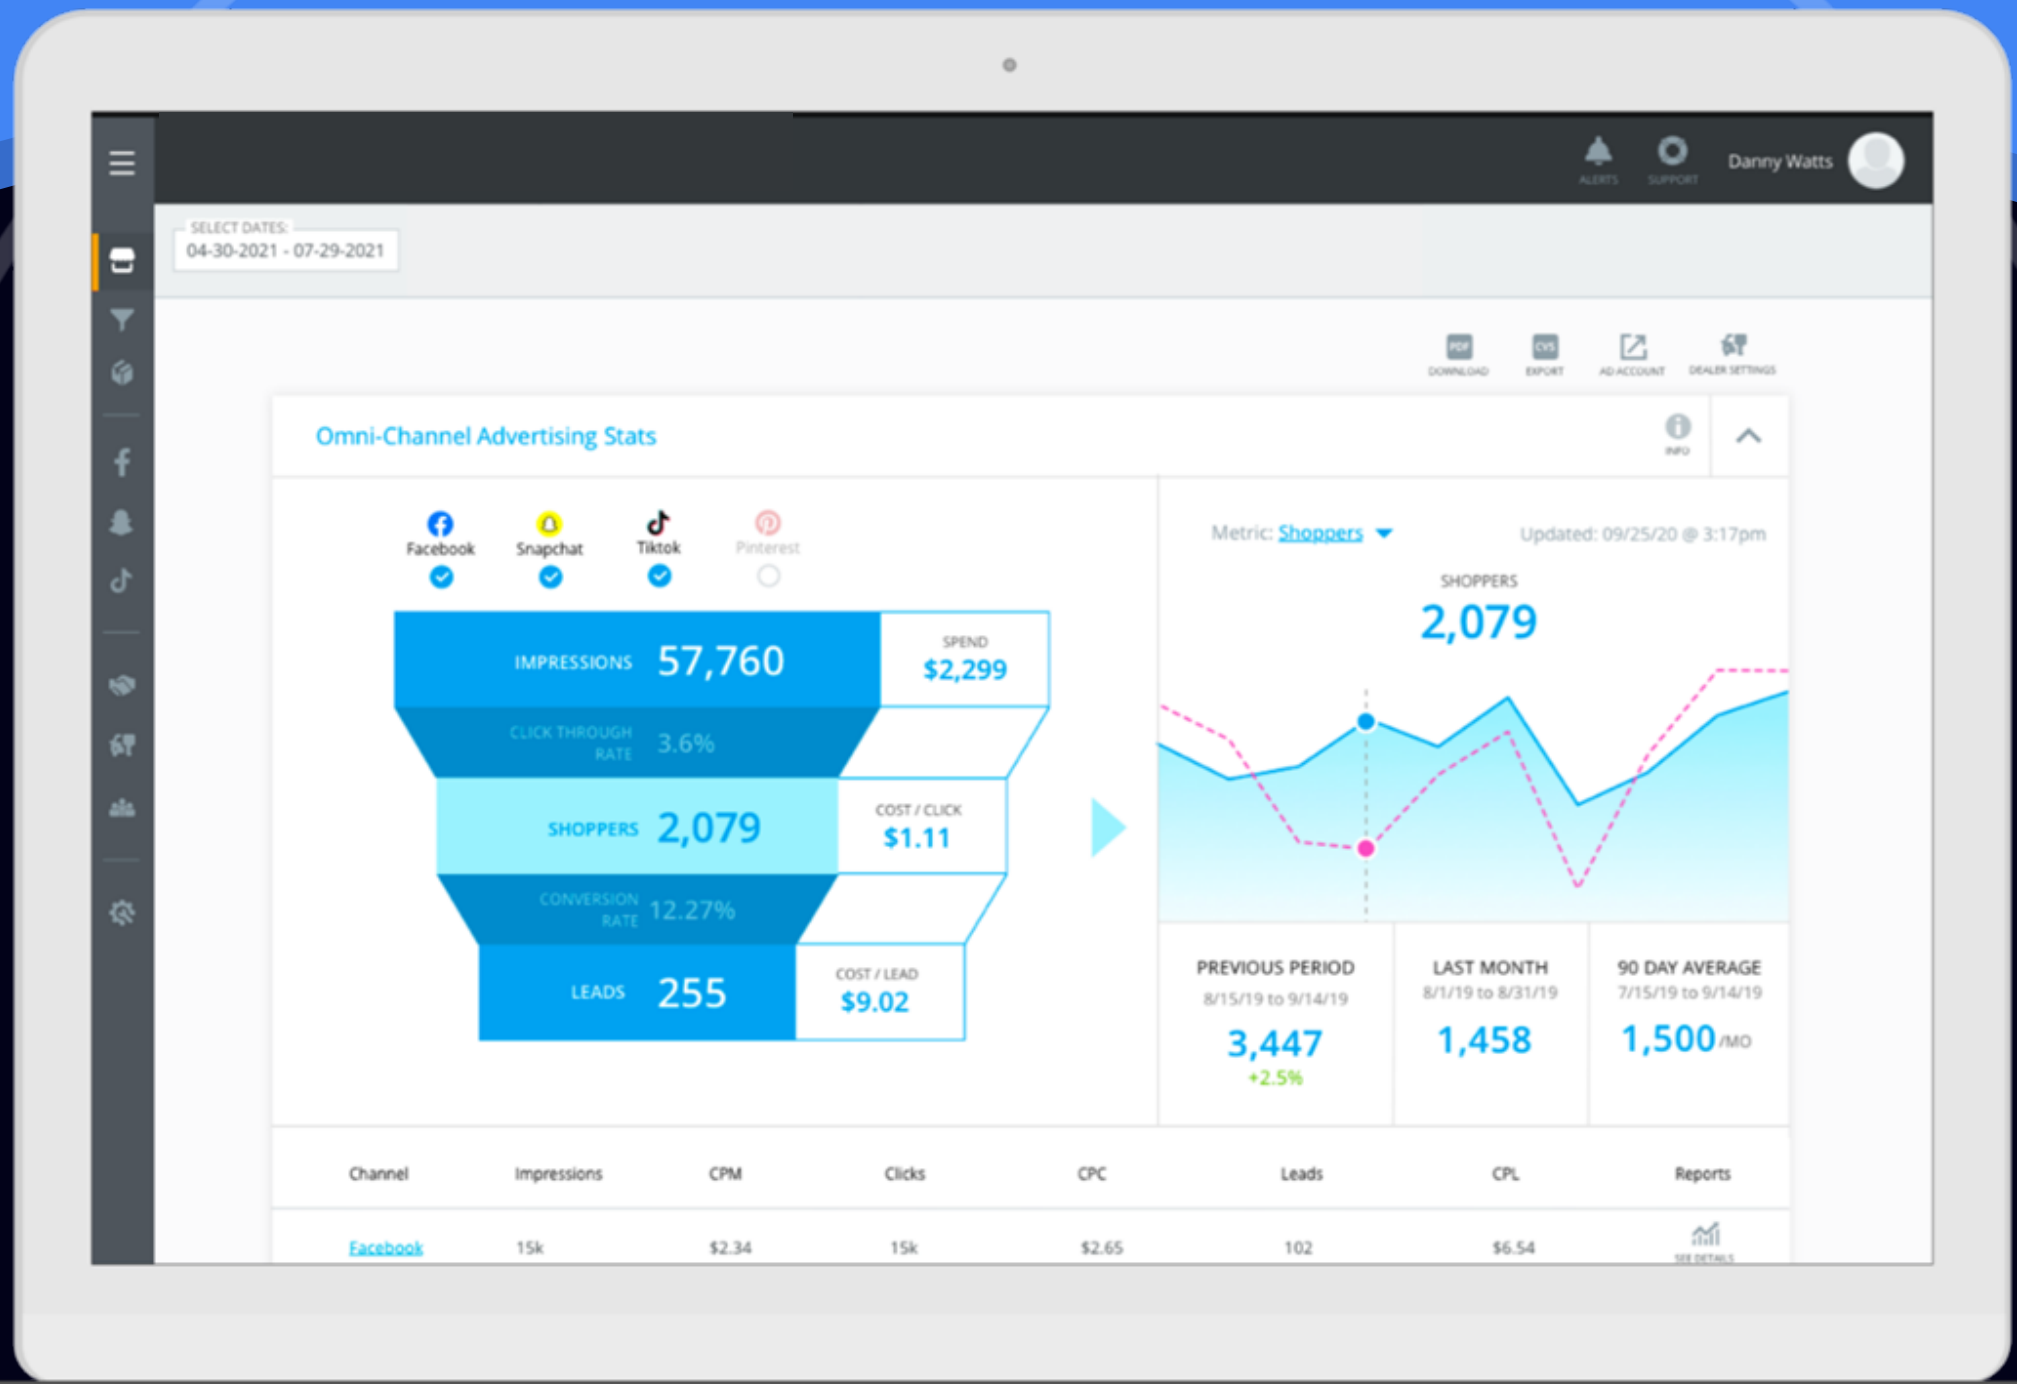 ALERTS
SUPPORT
Danny Watts
SELECT DATES:
04-30-2021 - 07-29-2021
PDF
DOWNLOAD
CVS
EXPORT
AD ACCOUNT
DEALER SETTINGS
Omni-Channel Advertising Stats
INFO
Facebook
Snapchat
Tiktok
Pinterest
IMPRESSIONS 57,760
SPEND
$2,299
CLICK THROUGH
RATE
3.6%
SHOPPERS 2,079
COST / CLICK
$1.11
CONVERSION
RATE
12.27%
LEADS 255
COST / LEAD
$9.02
Metric: Shoppers
Updated: 09/25/20 @ 3:17pm
SHOPPERS
2,079
PREVIOUS PERIOD
8/15/19 to 9/14/19
3,447
+2.5%
LAST MONTH
8/1/19 to 8/31/19
1,458
90 DAY AVERAGE
7/15/19 to 9/14/19
1,500 /MO
Channel Impressions CPM Clicks CPC Leads CPL Reports
Facebook 15k $2.34 15k $2.65 102 $6.54
SEE DETAILS